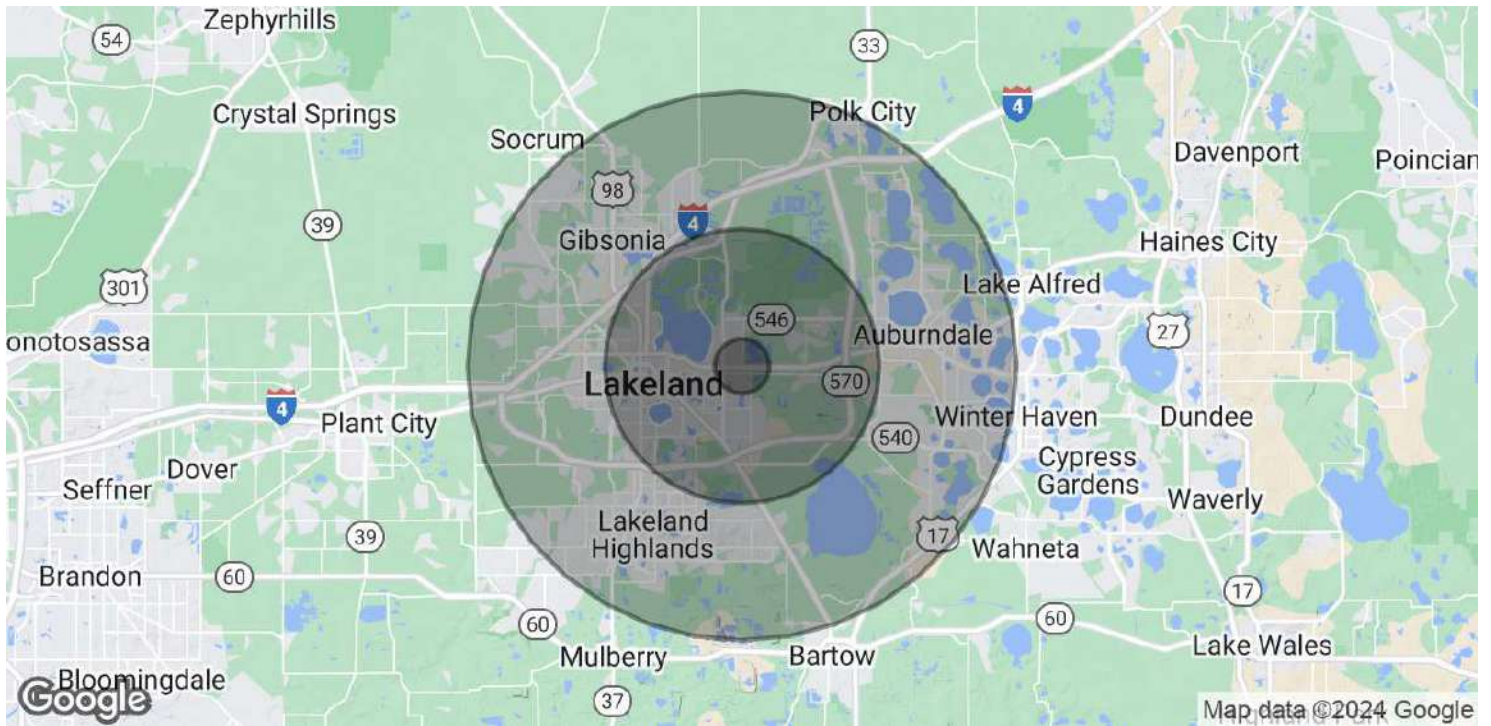 Zephyrhills
54
33
Crystal Springs
Polk City
4
Socrum
Davenport
Poincian
98
39
4
Gibsonia
Haines City
301
Lake Alfred
546
onotosassa
Auburndale
27
Lakeland
570
4
Plant City
Winter Haven
Dundee
540
Dover
Cypress
Gardens
Seffner
Waverly
Lakeland
Highlands
39
17
Wahneta
Brandon
60
17
60
60
Lake Wales
Mulberry
Bartow
Bloomingdale
Google
37
Map data ©2024 Google